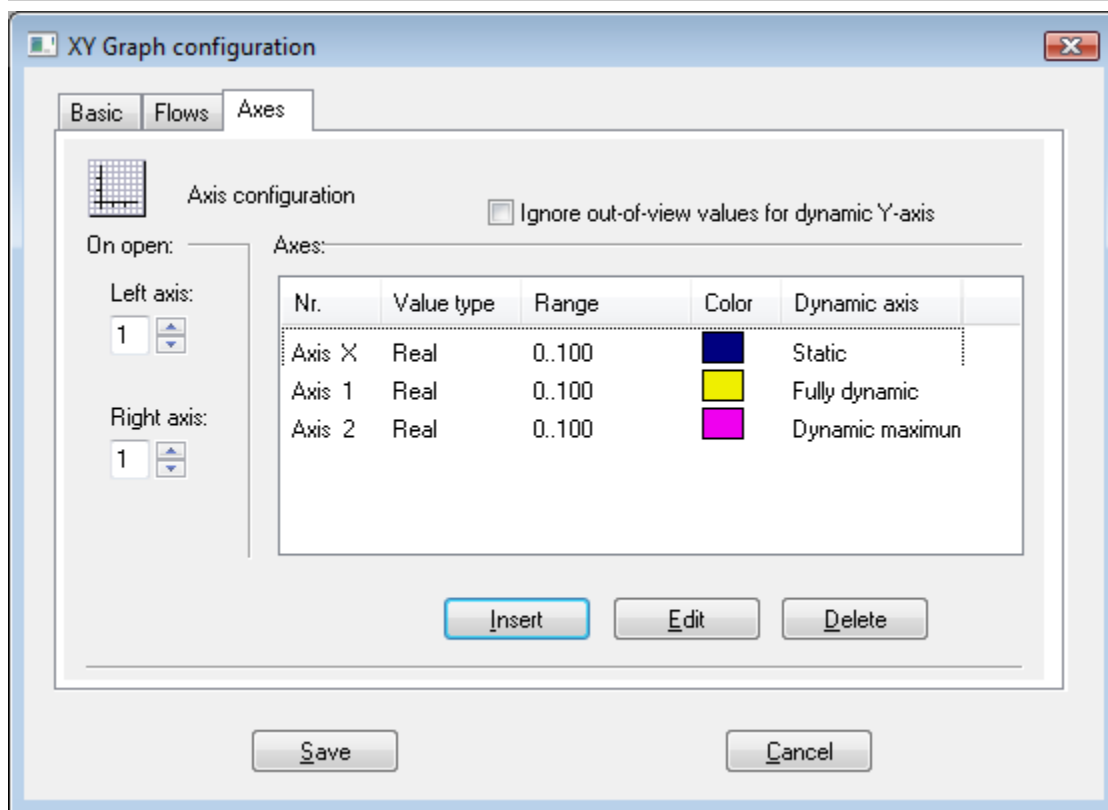 XY Graph configuration
Basic Flows Axes
Axis configuration
Ignore out-of-view values for dynamic Y-axis
On open:
Left axis:
1
Right axis:
1
Axes:
Nr. Value type Range Color Dynamic axis
Axis X Real 0..100 Static
Axis 1 Real 0..100 Fully dynamic
Axis 2 Real 0..100 Dynamic maximun
Insert Edit Delete
Save Cancel